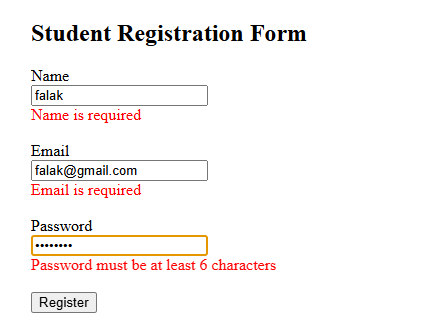 Student Registration Form
Name
falak
Name is required
Email
falak@gmail.com
Email is required
Password
••••••••
Password must be at least 6 characters
Register